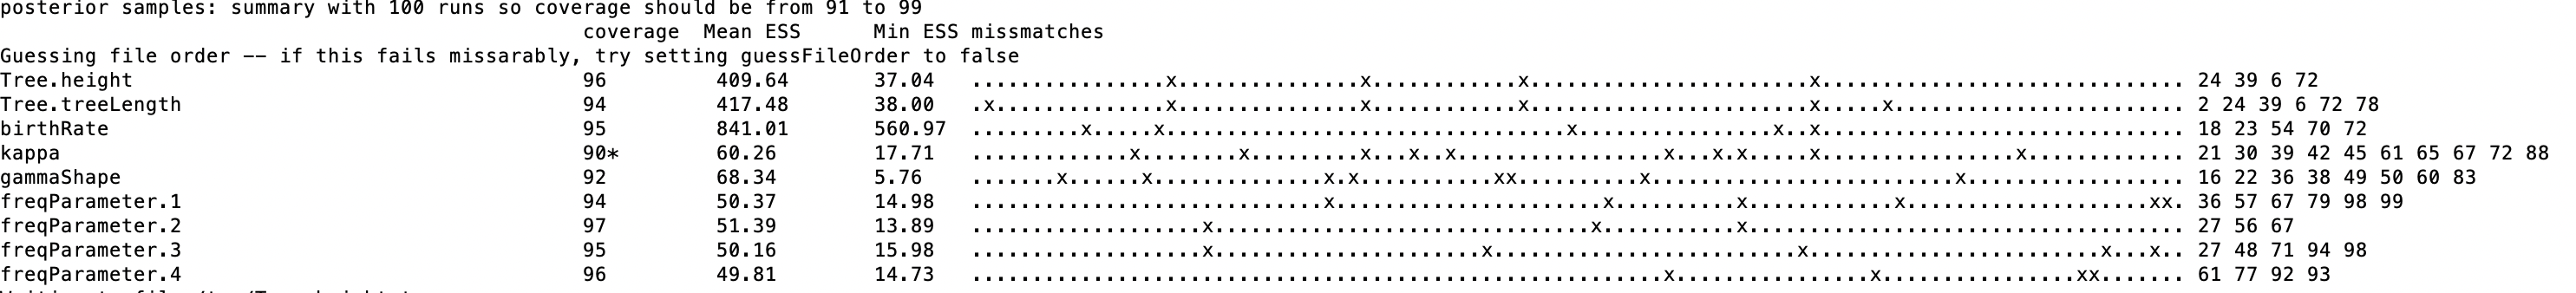 posterior samples: summary with 100 runs so coverage should be from 91 to 99
coverage Mean ESS Min ESS missmatches
Guessing file order -- if this fails missarably, try setting guessFileOrder to false
Tree.height 96 409.64 37.04 ................x...............x............x.......................x.............................. 24 39 6 72
Tree.treeLength 94 417.48 38.00 .x..............x...............x............x.......................x.....x........................ 2 24 39 6 72 78
birthRate 95 841.01 560.97 .........x.....x.................................x................x..x.............................. 18 23 54 70 72
kappa 90* 60.26 17.71 .............x........x.........x...x..x.................x...x.x.....x................x............. 21 30 39 42 45 61 65 67 72 88
gammaShape 92 68.34 5.76 .......x......x..............x.x...........xx..........x.........................x.................. 16 22 36 38 49 50 60 83
freqParameter.1 94 50.37 14.98 .............................x......................x..........x............x....................xx. 36 57 67 79 98 99
freqParameter.2 97 51.39 13.89 ...................x...............................x...........x.................................... 27 56 67
freqParameter.3 95 50.16 15.98 ...................x......................x.........................x........................x...x.. 27 48 71 94 98
freqParameter.4 96 49.81 14.73 .........................................................x................x................xx....... 61 77 92 93